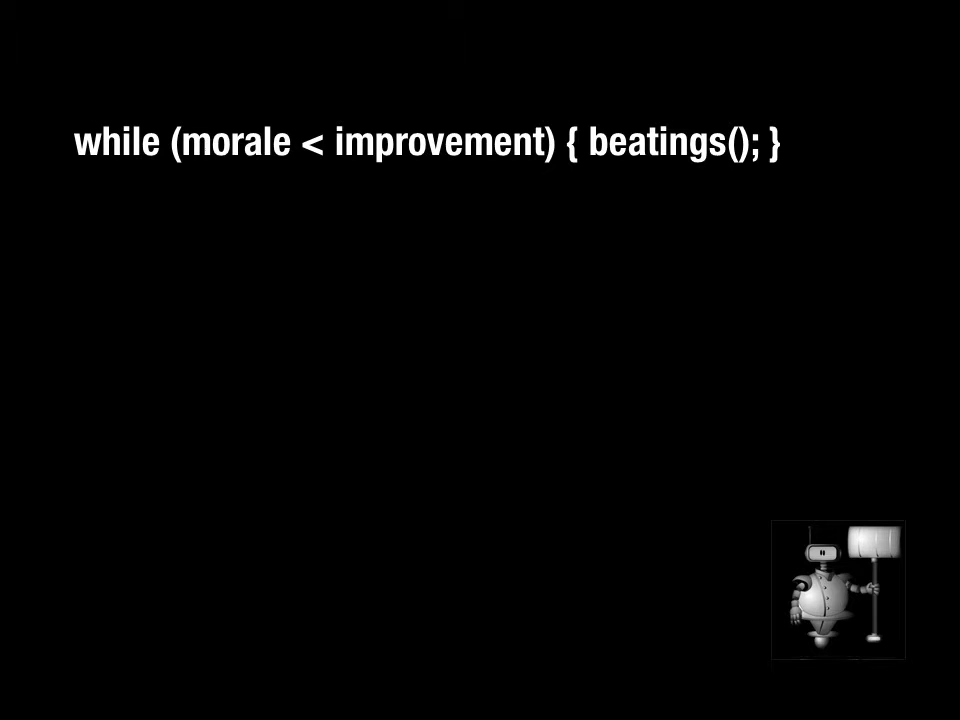 while (morale < improvement) { beatings(); }